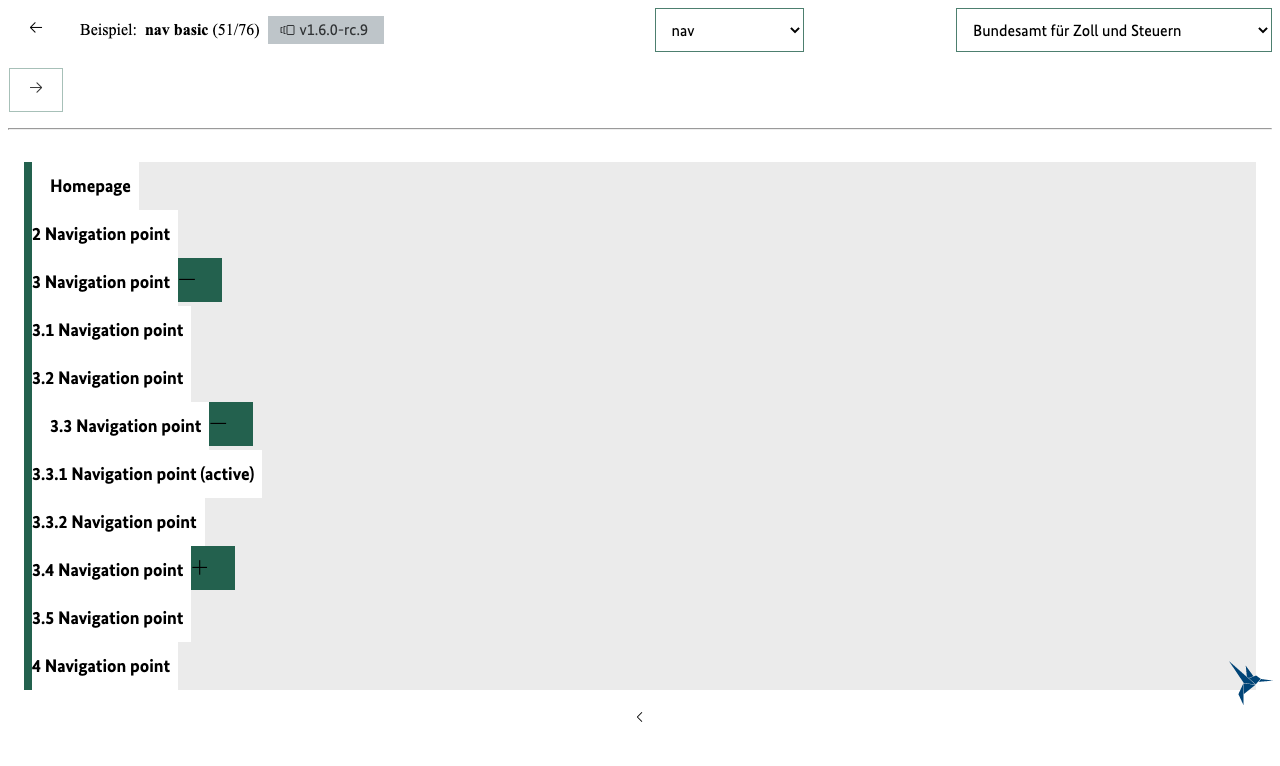 Beispiel: nav basic (51/76) v1.6.0-rc.9 nav Bundesamt für Zoll und Steuern
Homepage
2 Navigation point
3 Navigation point
3.1 Navigation point
3.2 Navigation point
3.3 Navigation point
3.3.1 Navigation point (active)
3.3.2 Navigation point
3.4 Navigation point
3.5 Navigation point
4 Navigation point